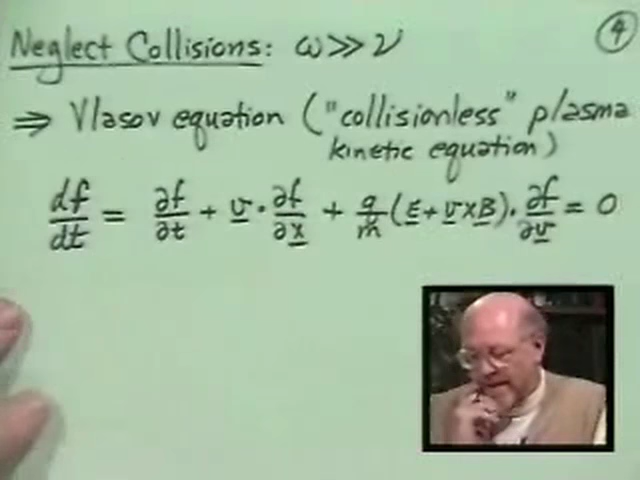 Neglect Collisions: ω >> ν
④
⇒ Vlasov equation ("collisionless" plasma
kinetic equation)
df/dt = ∂f/∂t + v̲ · ∂f/∂x̲ + q/m (E̲ + v̲ × B̲) · ∂f/∂v̲ = 0